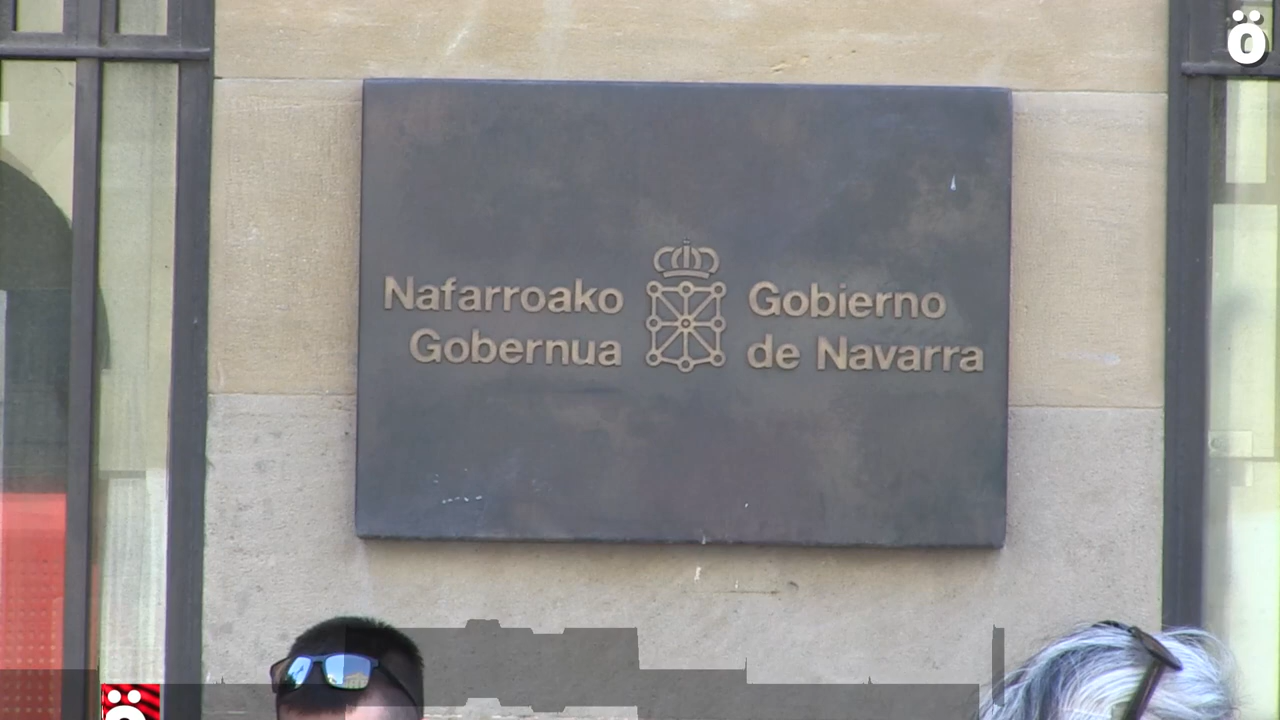 Nafarroako
Gobernua
Gobierno
de Navarra
ö
ö